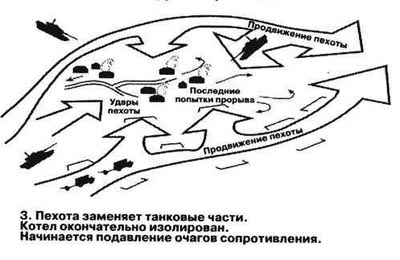 Продвижение пехоты
Последние
попытки прорыва
Удары
пехоты
Продвижение пехоты
3. Пехота заменяет танковые части.
Котел окончательно изолирован.
Начинается подавление очагов сопротивления.